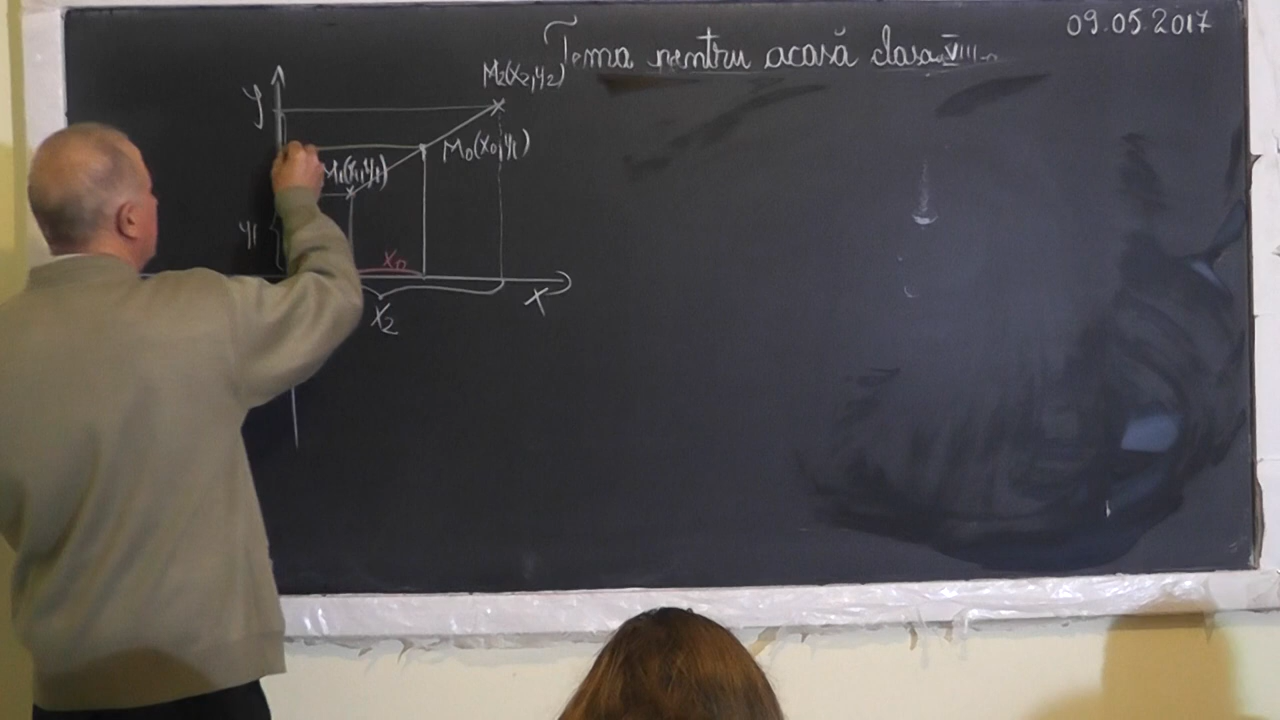 09.05.2017
Tema pentru acasă clasa VIII-a
M₂(x₂,y₂)
y
M₀(x₀,y₁)
M₁(x₁,y₁)
y₁
x₀
x
x₂